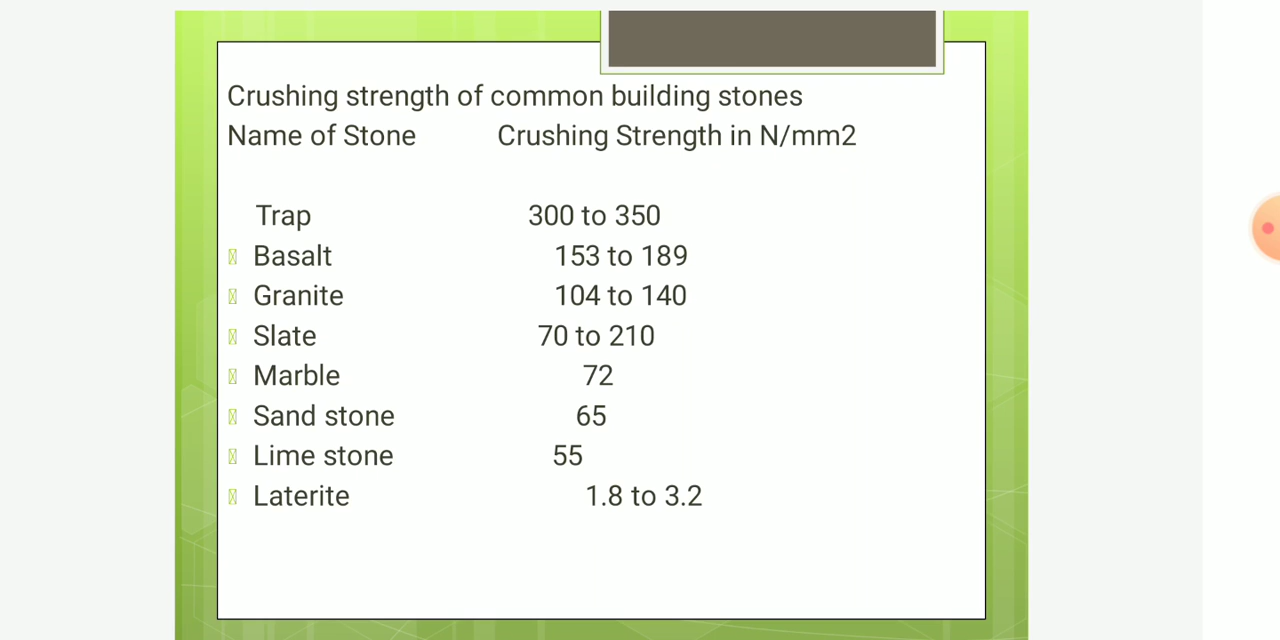 Crushing strength of common building stones
Name of Stone Crushing Strength in N/mm2
Trap 300 to 350
Basalt 153 to 189
Granite 104 to 140
Slate 70 to 210
Marble 72
Sand stone 65
Lime stone 55
Laterite 1.8 to 3.2